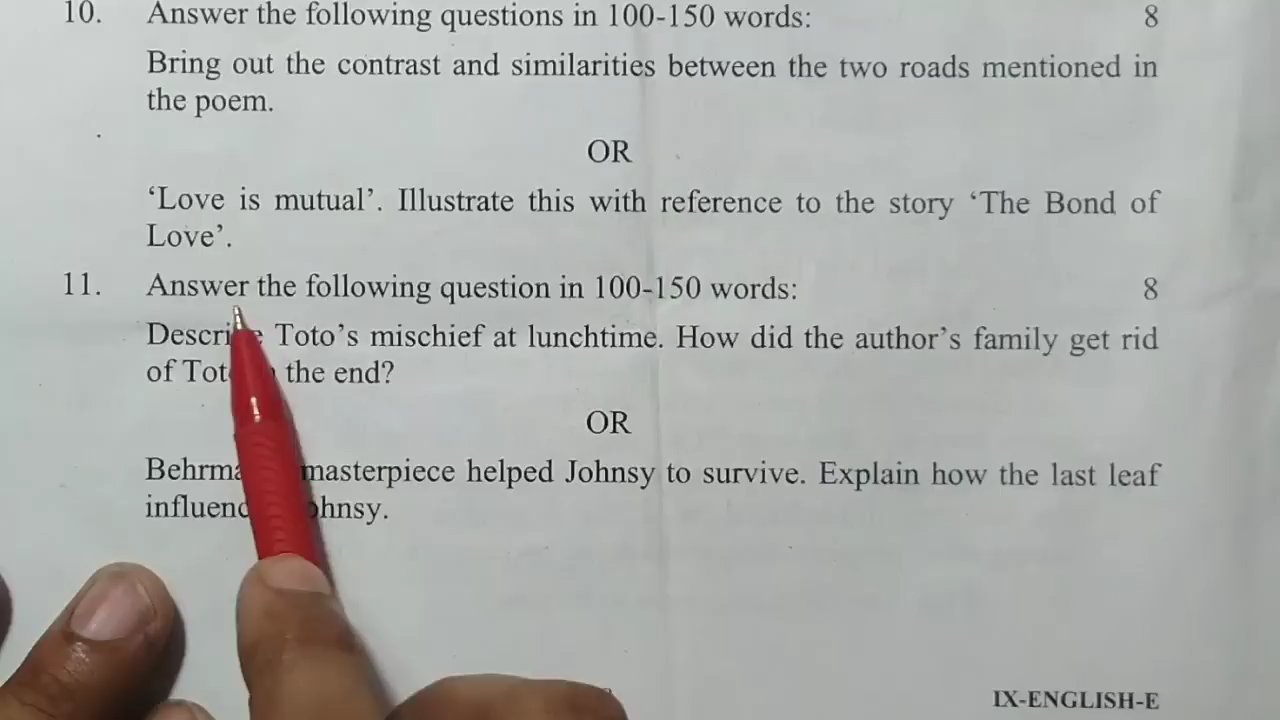 10. Answer the following questions in 100-150 words: 8
Bring out the contrast and similarities between the two roads mentioned in
the poem.
OR
‘Love is mutual’. Illustrate this with reference to the story ‘The Bond of
Love’.
11. Answer the following question in 100-150 words: 8
Describe Toto’s mischief at lunchtime. How did the author’s family get rid
of the end?
OR
masterpiece helped Johnsy to survive. Explain how the last leaf
IX-ENGLISH-E